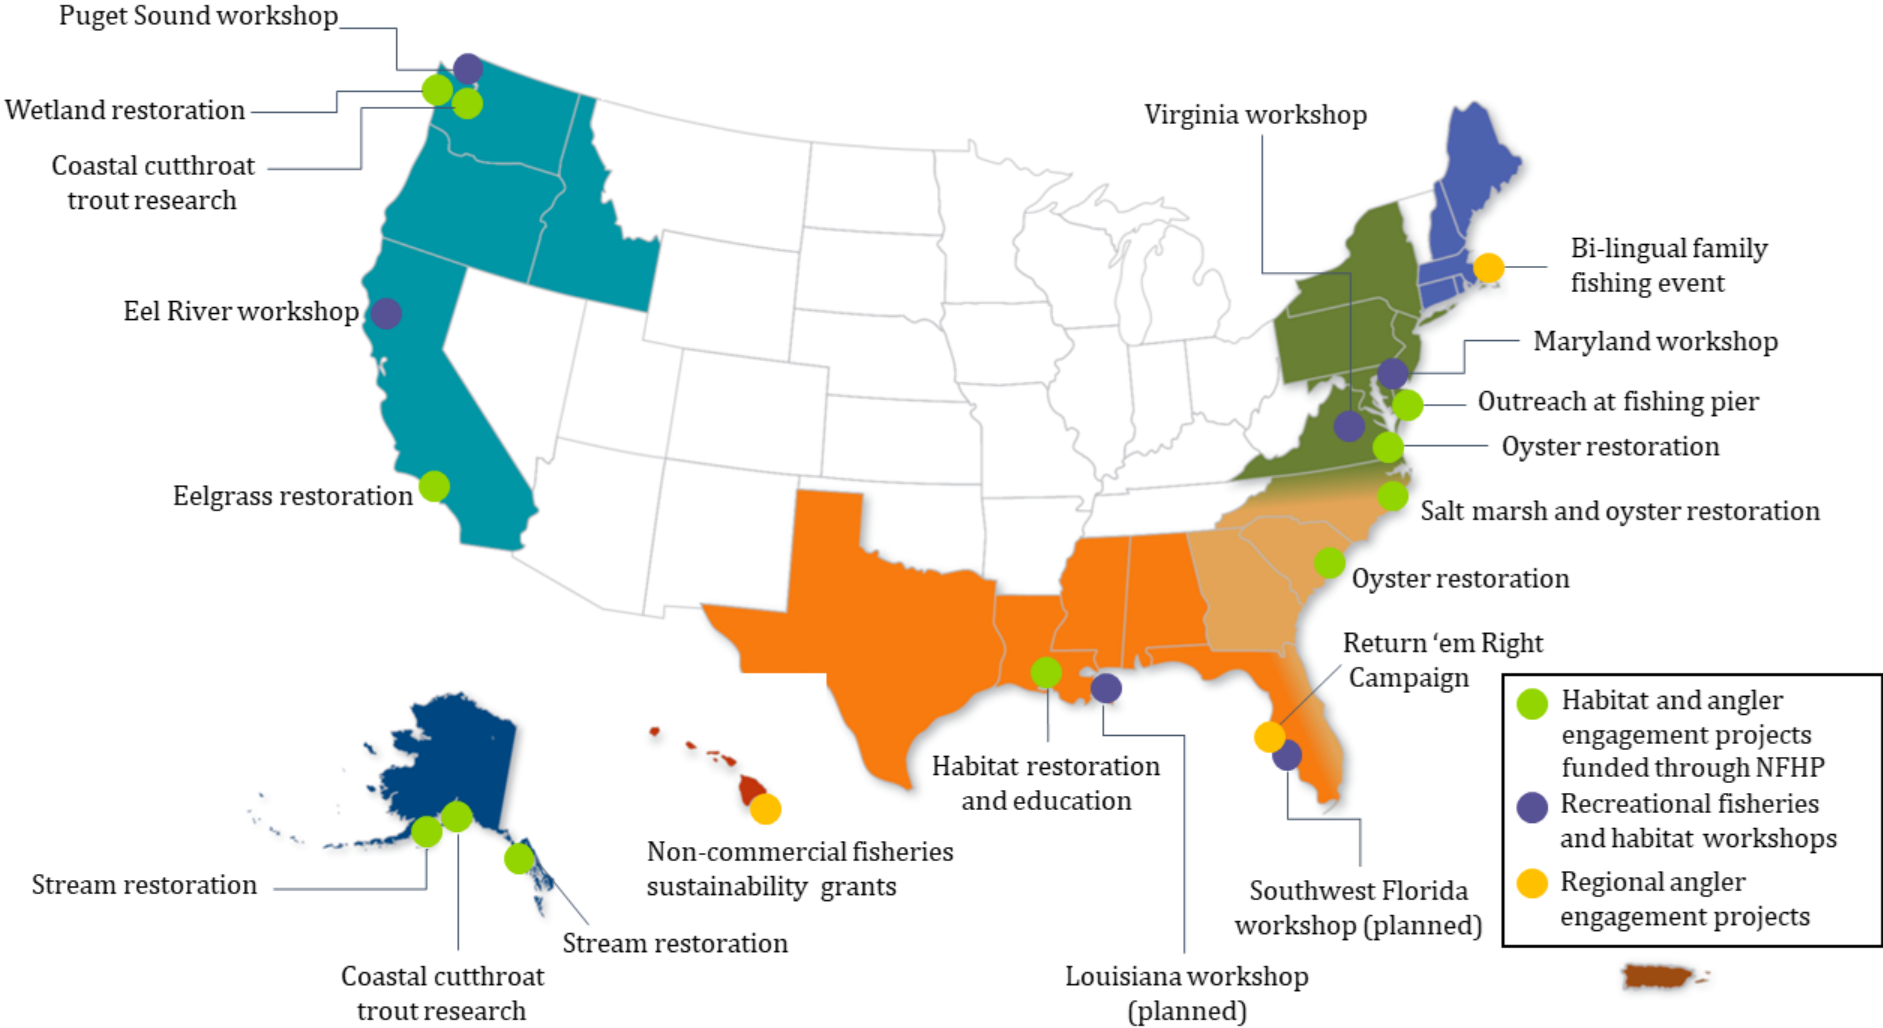 Puget Sound workshop
Wetland restoration
Coastal cutthroat
trout research
Eel River workshop
Eelgrass restoration
Virginia workshop
Bi-lingual family
fishing event
Maryland workshop
Outreach at fishing pier
Oyster restoration
Salt marsh and oyster restoration
Oyster restoration
Return ‘em Right
Campaign
Habitat restoration
and education
Non-commercial fisheries
sustainability grants
Stream restoration
Stream restoration
Coastal cutthroat
trout research
Louisiana workshop
(planned)
Southwest Florida
workshop (planned)
Habitat and angler
engagement projects
funded through NFHP
Recreational fisheries
and habitat workshops
Regional angler
engagement projects